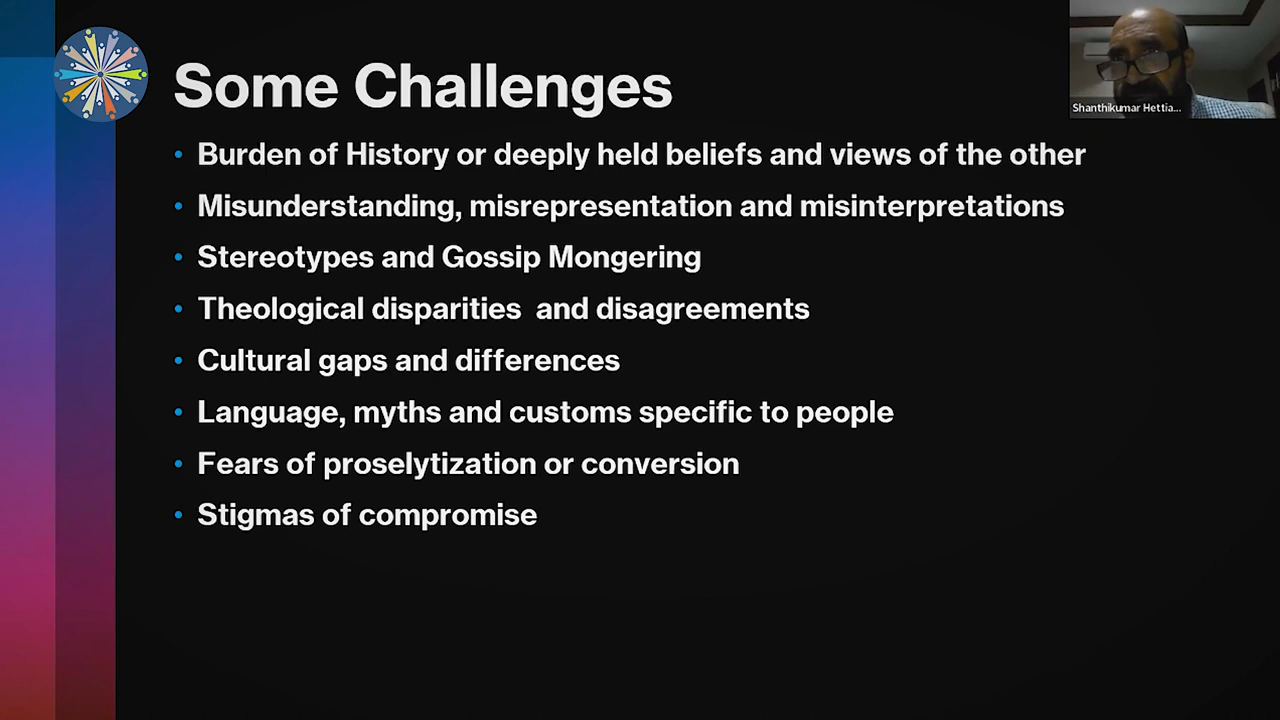 Some Challenges
• Burden of History or deeply held beliefs and views of the other
• Misunderstanding, misrepresentation and misinterpretations
• Stereotypes and Gossip Mongering
• Theological disparities  and disagreements
• Cultural gaps and differences
• Language, myths and customs specific to people
• Fears of proselytization or conversion
• Stigmas of compromise
Shanthikumar Hettia...